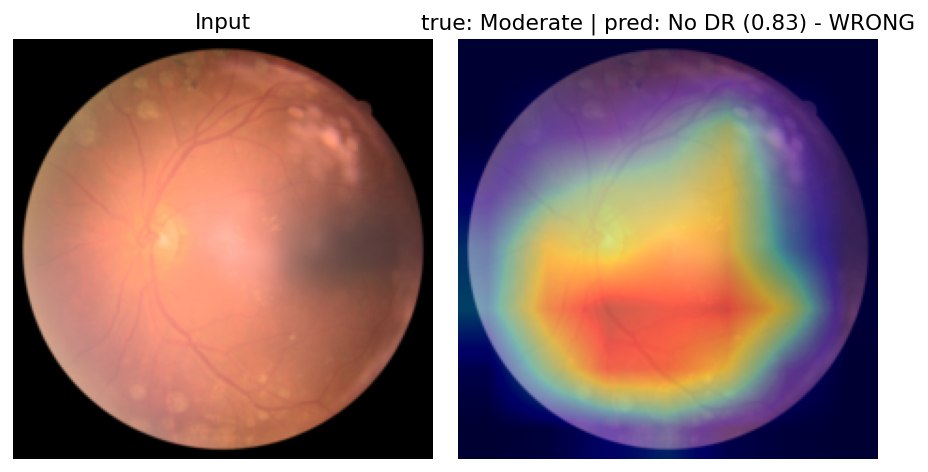 Input
true: Moderate | pred: No DR (0.83) - WRONG